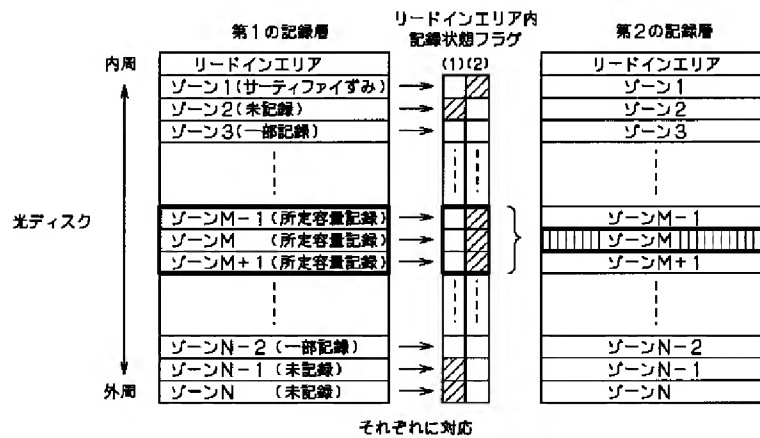 第1の記録層
リードインエリア内
記録状態フラグ
(1)(2)
第2の記録層
内周
光ディスク
外周
リードインエリア
ゾーン1(サーティファイずみ)
ゾーン2(未記録)
ゾーン3(一部記録)
ゾーンM-1(所定容量記録)
ゾーンM (所定容量記録)
ゾーンM+1(所定容量記録)
ゾーンN-2(一部記録)
ゾーンN-1(未記録)
ゾーンN (未記録)
リードインエリア
ゾーン1
ゾーン2
ゾーン3
ゾーンM-1
ゾーンM
ゾーンM+1
ゾーンN-2
ゾーンN-1
ゾーンN
それぞれに対応